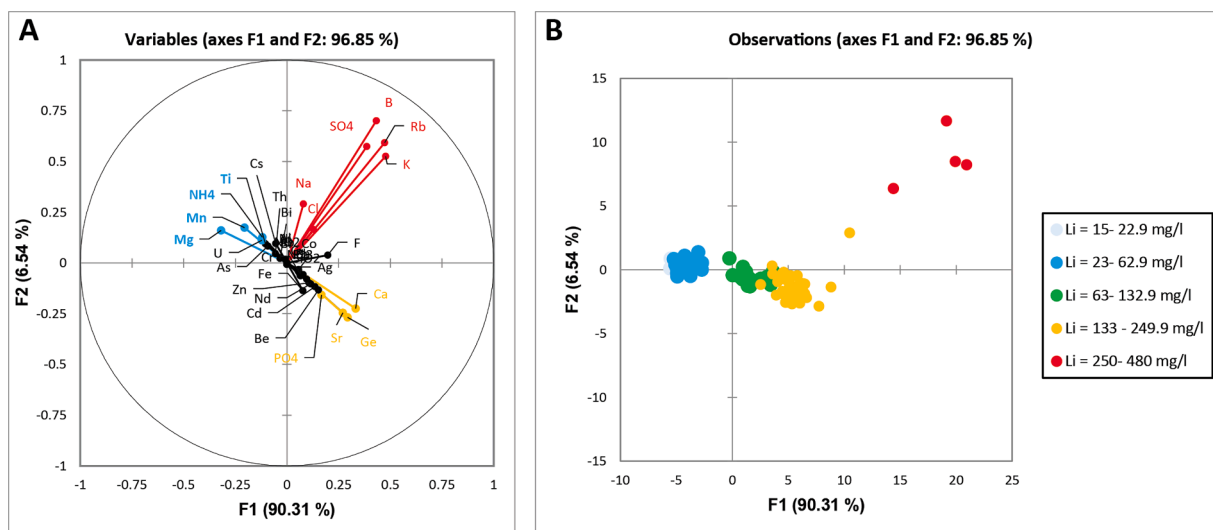 A
Variables (axes F1 and F2: 96.85 %)
1
0.75
0.5
0.25
0
-0.25
-0.5
-0.75
-1
F2 (6.54 %)
B
SO4
Rb
K
Cs
Ti
Na
Th
NH4
Cl
Bi
Mn
Mg
Co
F
U
Cr
As
Fe
Ag
Zn
Nd
Ca
Cd
Be
Sr
Ge
PO4
-1 -0.75 -0.5 -0.25 0 0.25 0.5 0.75 1
F1 (90.31 %)
B
Observations (axes F1 and F2: 96.85 %)
15
10
5
0
-5
-10
-15
F2 (6.54 %)
-10 -5 0 5 10 15 20 25
F1 (90.31 %)
Li = 15- 22.9 mg/l
Li = 23- 62.9 mg/l
Li = 63- 132.9 mg/l
Li = 133 - 249.9 mg/l
Li = 250- 480 mg/l